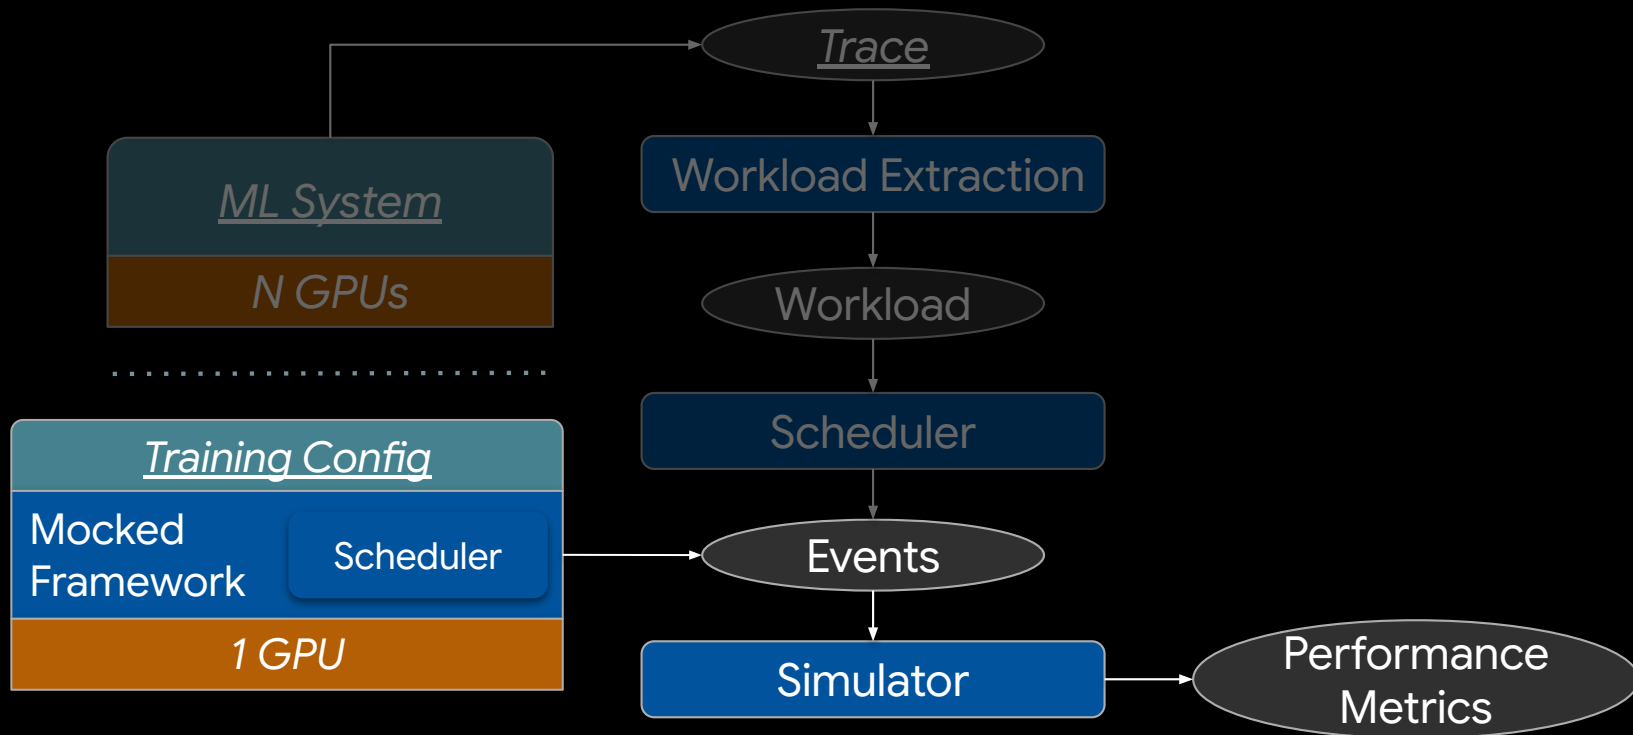 Trace
ML System
N GPUs
Workload Extraction
Workload
Scheduler
Training Config
Mocked
Framework
Scheduler
1 GPU
Events
Simulator
Performance
Metrics